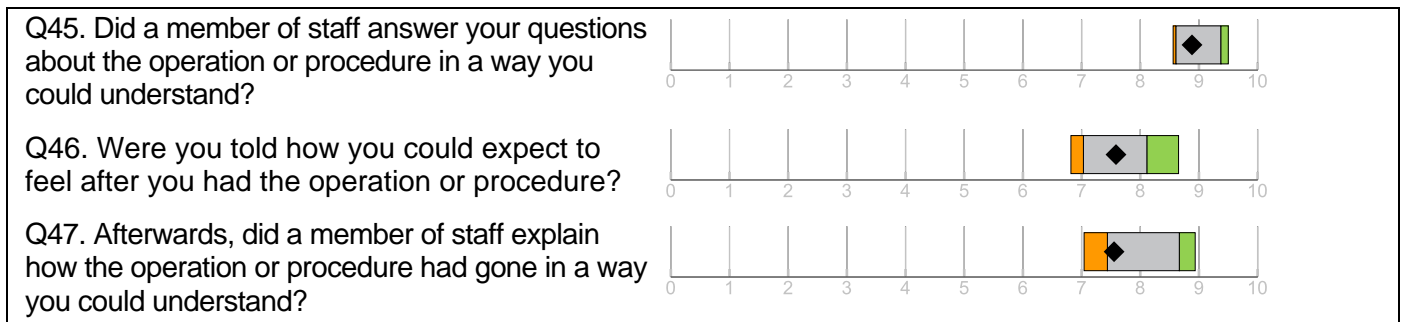 Q45. Did a member of staff answer your questions
about the operation or procedure in a way you
could understand?
0 1 2 3 4 5 6 7 8 9 10
Q46. Were you told how you could expect to
feel after you had the operation or procedure?
0 1 2 3 4 5 6 7 8 9 10
Q47. Afterwards, did a member of staff explain
how the operation or procedure had gone in a way
you could understand?
0 1 2 3 4 5 6 7 8 9 10